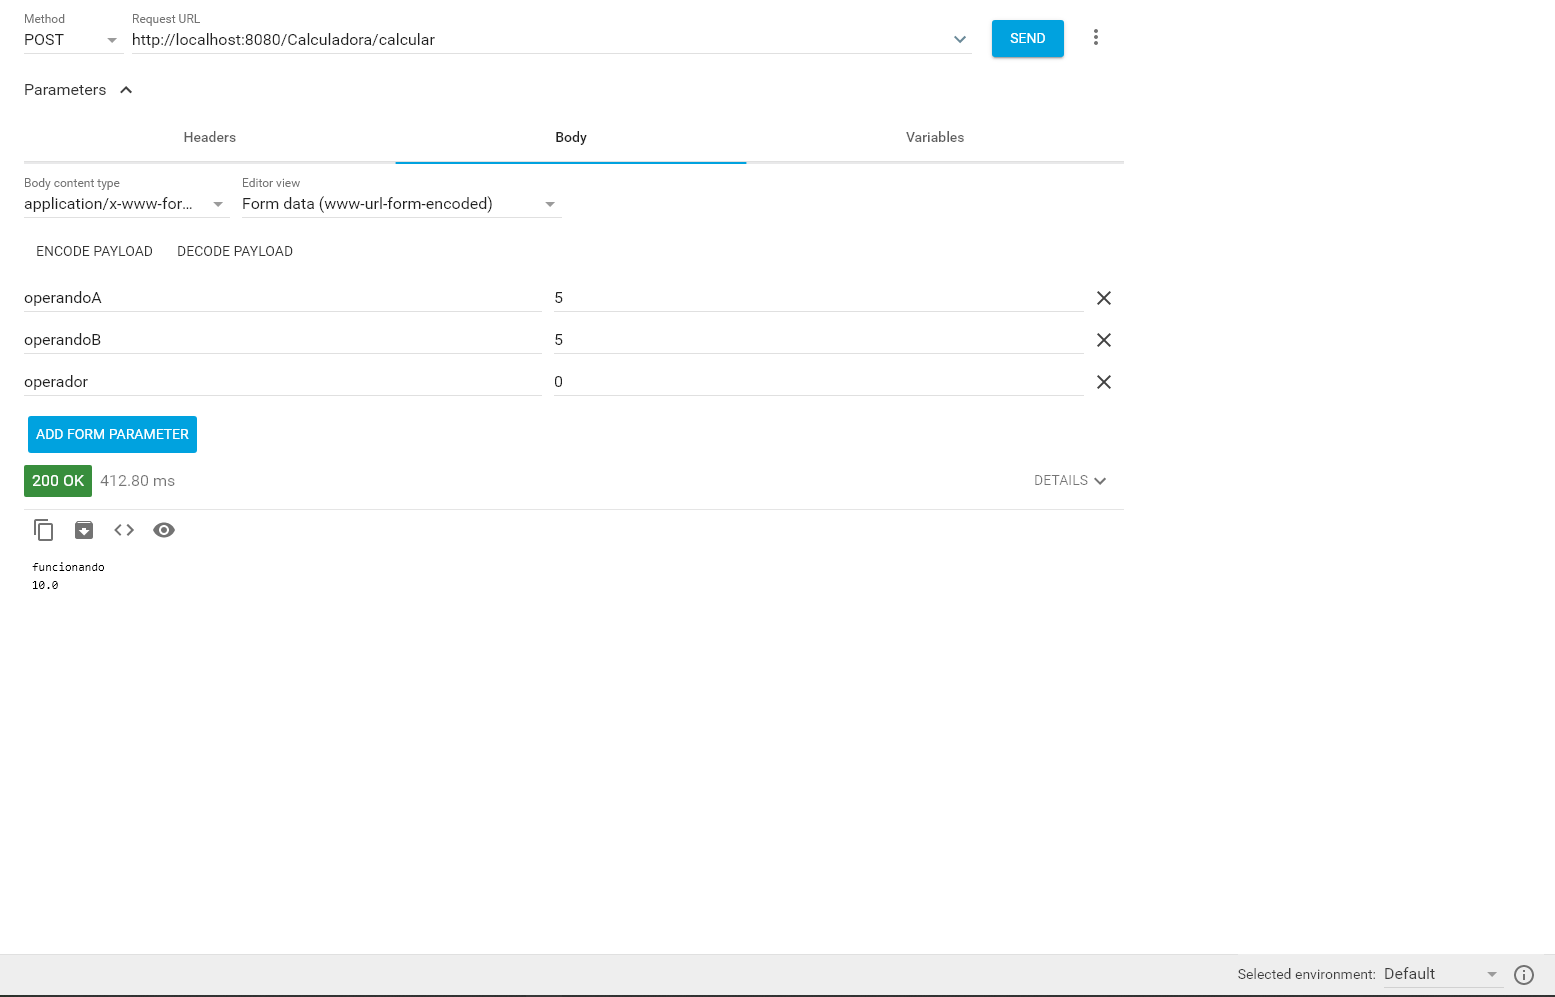 Method
Request URL
POST
http://localhost:8080/Calculadora/calcular
SEND
Parameters
Headers
Body
Variables
Body content type
Editor view
application/x-www-for...
Form data (www-url-form-encoded)
ENCODE PAYLOAD
DECODE PAYLOAD
operandoA
5
operandoB
5
operador
0
ADD FORM PARAMETER
200 OK
412.80 ms
DETAILS
funcionando
10.0
Selected environment:
Default